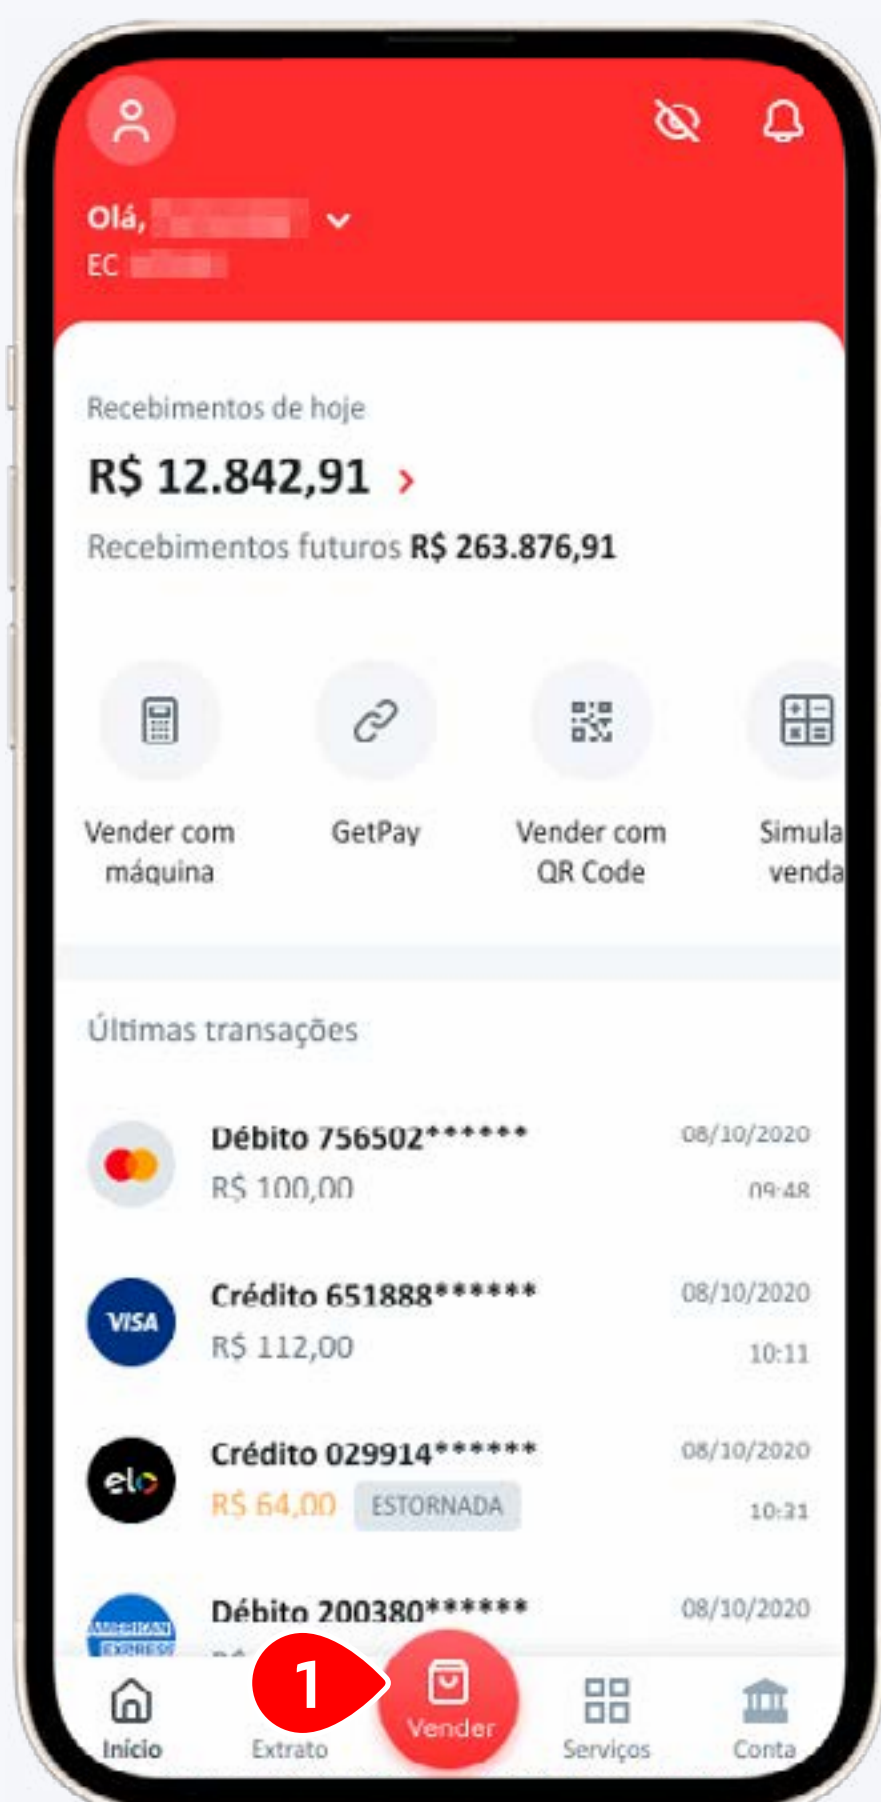 Olá,
EC
Recebimentos de hoje
R$ 12.842,91 >
Recebimentos futuros R$ 263.876,91
Vender com máquina
GetPay
Vender com QR Code
Simula venda
Últimas transações
Débito 756502******
08/10/2020
R$ 100,00
09:48
VISA
Crédito 651888******
08/10/2020
R$ 112,00
10:11
elo
Crédito 029914******
08/10/2020
R$ 64,00 ESTORNADA
10:31
AMERICAN EXPRESS
Débito 200380******
08/10/2020
1
Início
Extrato
Vender
Serviços
Conta